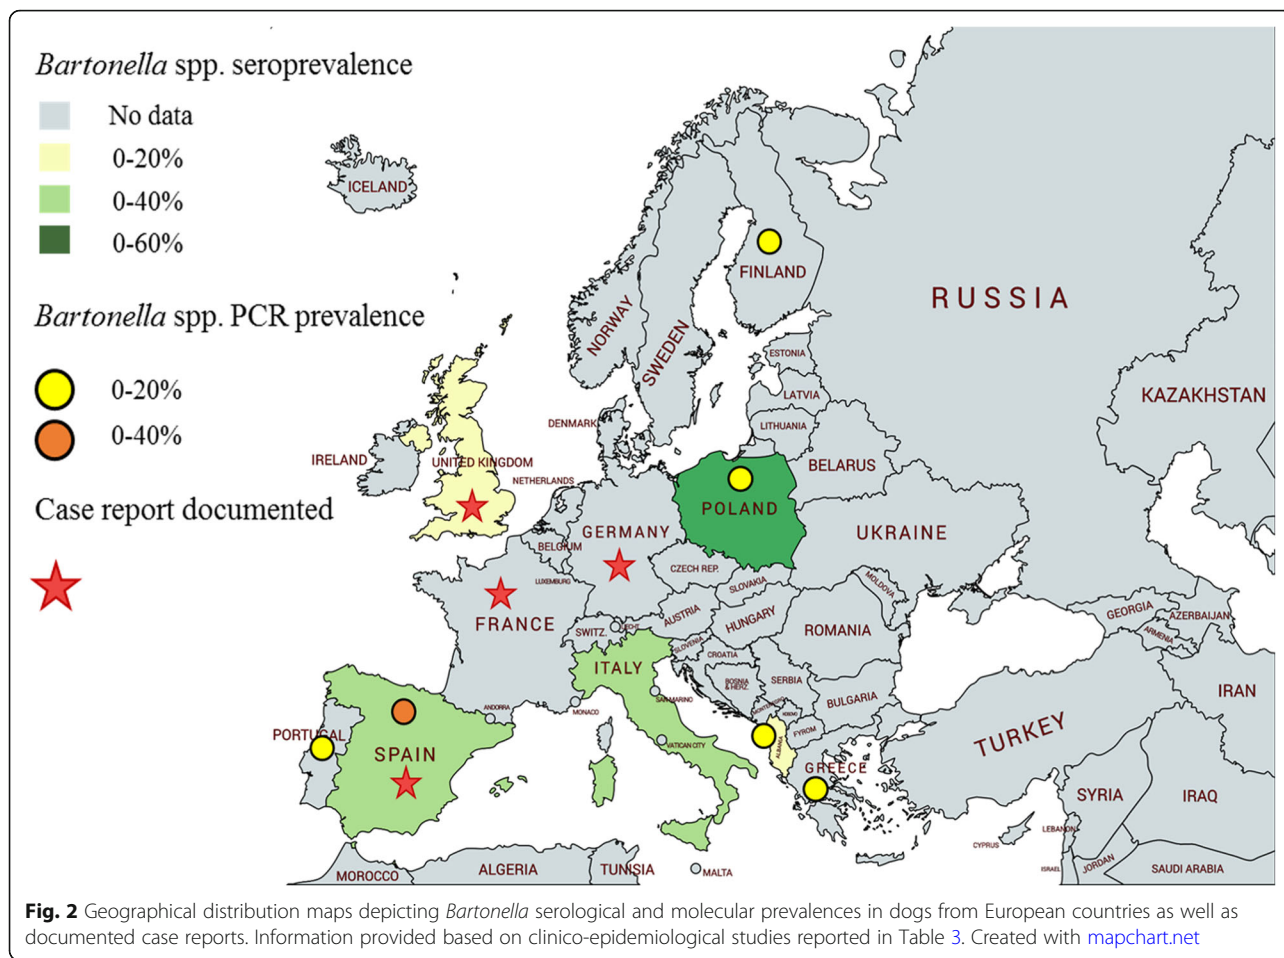 Bartonella spp. seroprevalence
No data
0-20%
0-40%
0-60%
Bartonella spp. PCR prevalence
0-20%
0-40%
Case report documented
ICELAND
FINLAND
RUSSIA
NORWAY
SWEDEN
ESTONIA
LATVIA
LITHUANIA
KAZAKHSTAN
DENMARK
IRELAND
UNITED KINGDOM
NETHERLANDS
BELARUS
POLAND
GERMANY
UKRAINE
BELGIUM
LUXEMBURG
CZECH REP.
SLOVAKIA
MOLDOVA
FRANCE
SWITZ.
AUSTRIA
HUNGARY
ROMANIA
GEORGIA
AZERBAIJAN
ARMENIA
SLOVENIA
CROATIA
ITALY
BOSNIA
& HERZ.
SERBIA
SAN MARINO
MONTENEGRO
KOSOVO
BULGARIA
IRAN
ANDORRA
MONACO
PORTUGAL
SPAIN
VATICAN CITY
ALBANIA
FYROM
GREECE
TURKEY
SYRIA
IRAQ
CYPRUS
LEBANON
ISRAEL
JORDAN
SAUDI ARABIA
MOROCCO
ALGERIA
TUNISIA
MALTA
Fig. 2 Geographical distribution maps depicting Bartonella serological and molecular prevalences in dogs from European countries as well as
documented case reports. Information provided based on clinico-epidemiological studies reported in Table 3. Created with mapchart.net